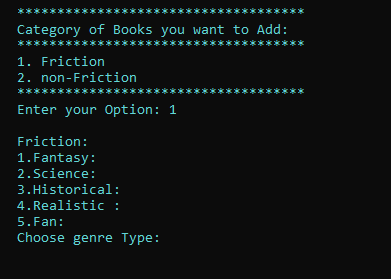 ************************************
Category of Books you want to Add:
************************************
1. Friction
2. non-Friction
************************************
Enter your Option: 1
Friction:
1.Fantasy:
2.Science:
3.Historical:
4.Realistic :
5.Fan:
Choose genre Type: